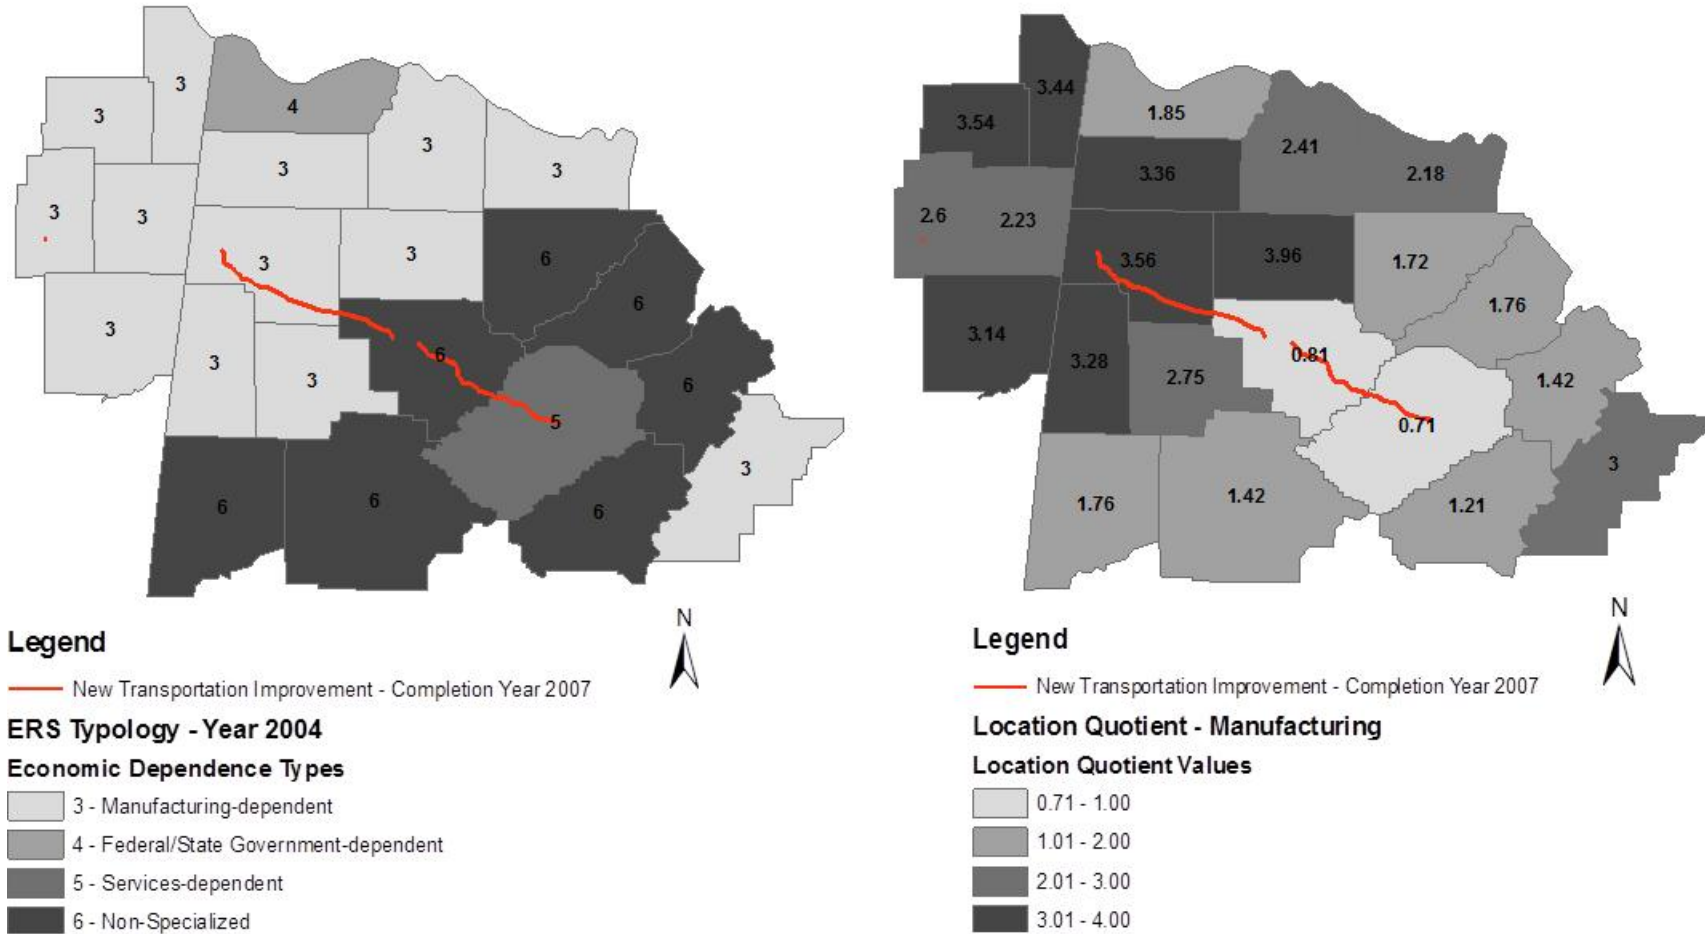 3
3
4
3
3
3
3
3
3
3
3
6
6
3
6
3
3
6
5
3
6
6
6
N
Legend
New Transportation Improvement - Completion Year 2007
ERS Typology - Year 2004
Economic Dependence Types
3 - Manufacturing-dependent
4 - Federal/State Government-dependent
5 - Services-dependent
6 - Non-Specialized
3.44
1.85
3.54
2.41
3.36
2.18
2.6
2.23
3.56
3.96
1.72
1.76
3.14
3.28
0.81
2.75
1.42
0.71
3
1.76
1.42
1.21
N
Legend
New Transportation Improvement - Completion Year 2007
Location Quotient - Manufacturing
Location Quotient Values
0.71 - 1.00
1.01 - 2.00
2.01 - 3.00
3.01 - 4.00